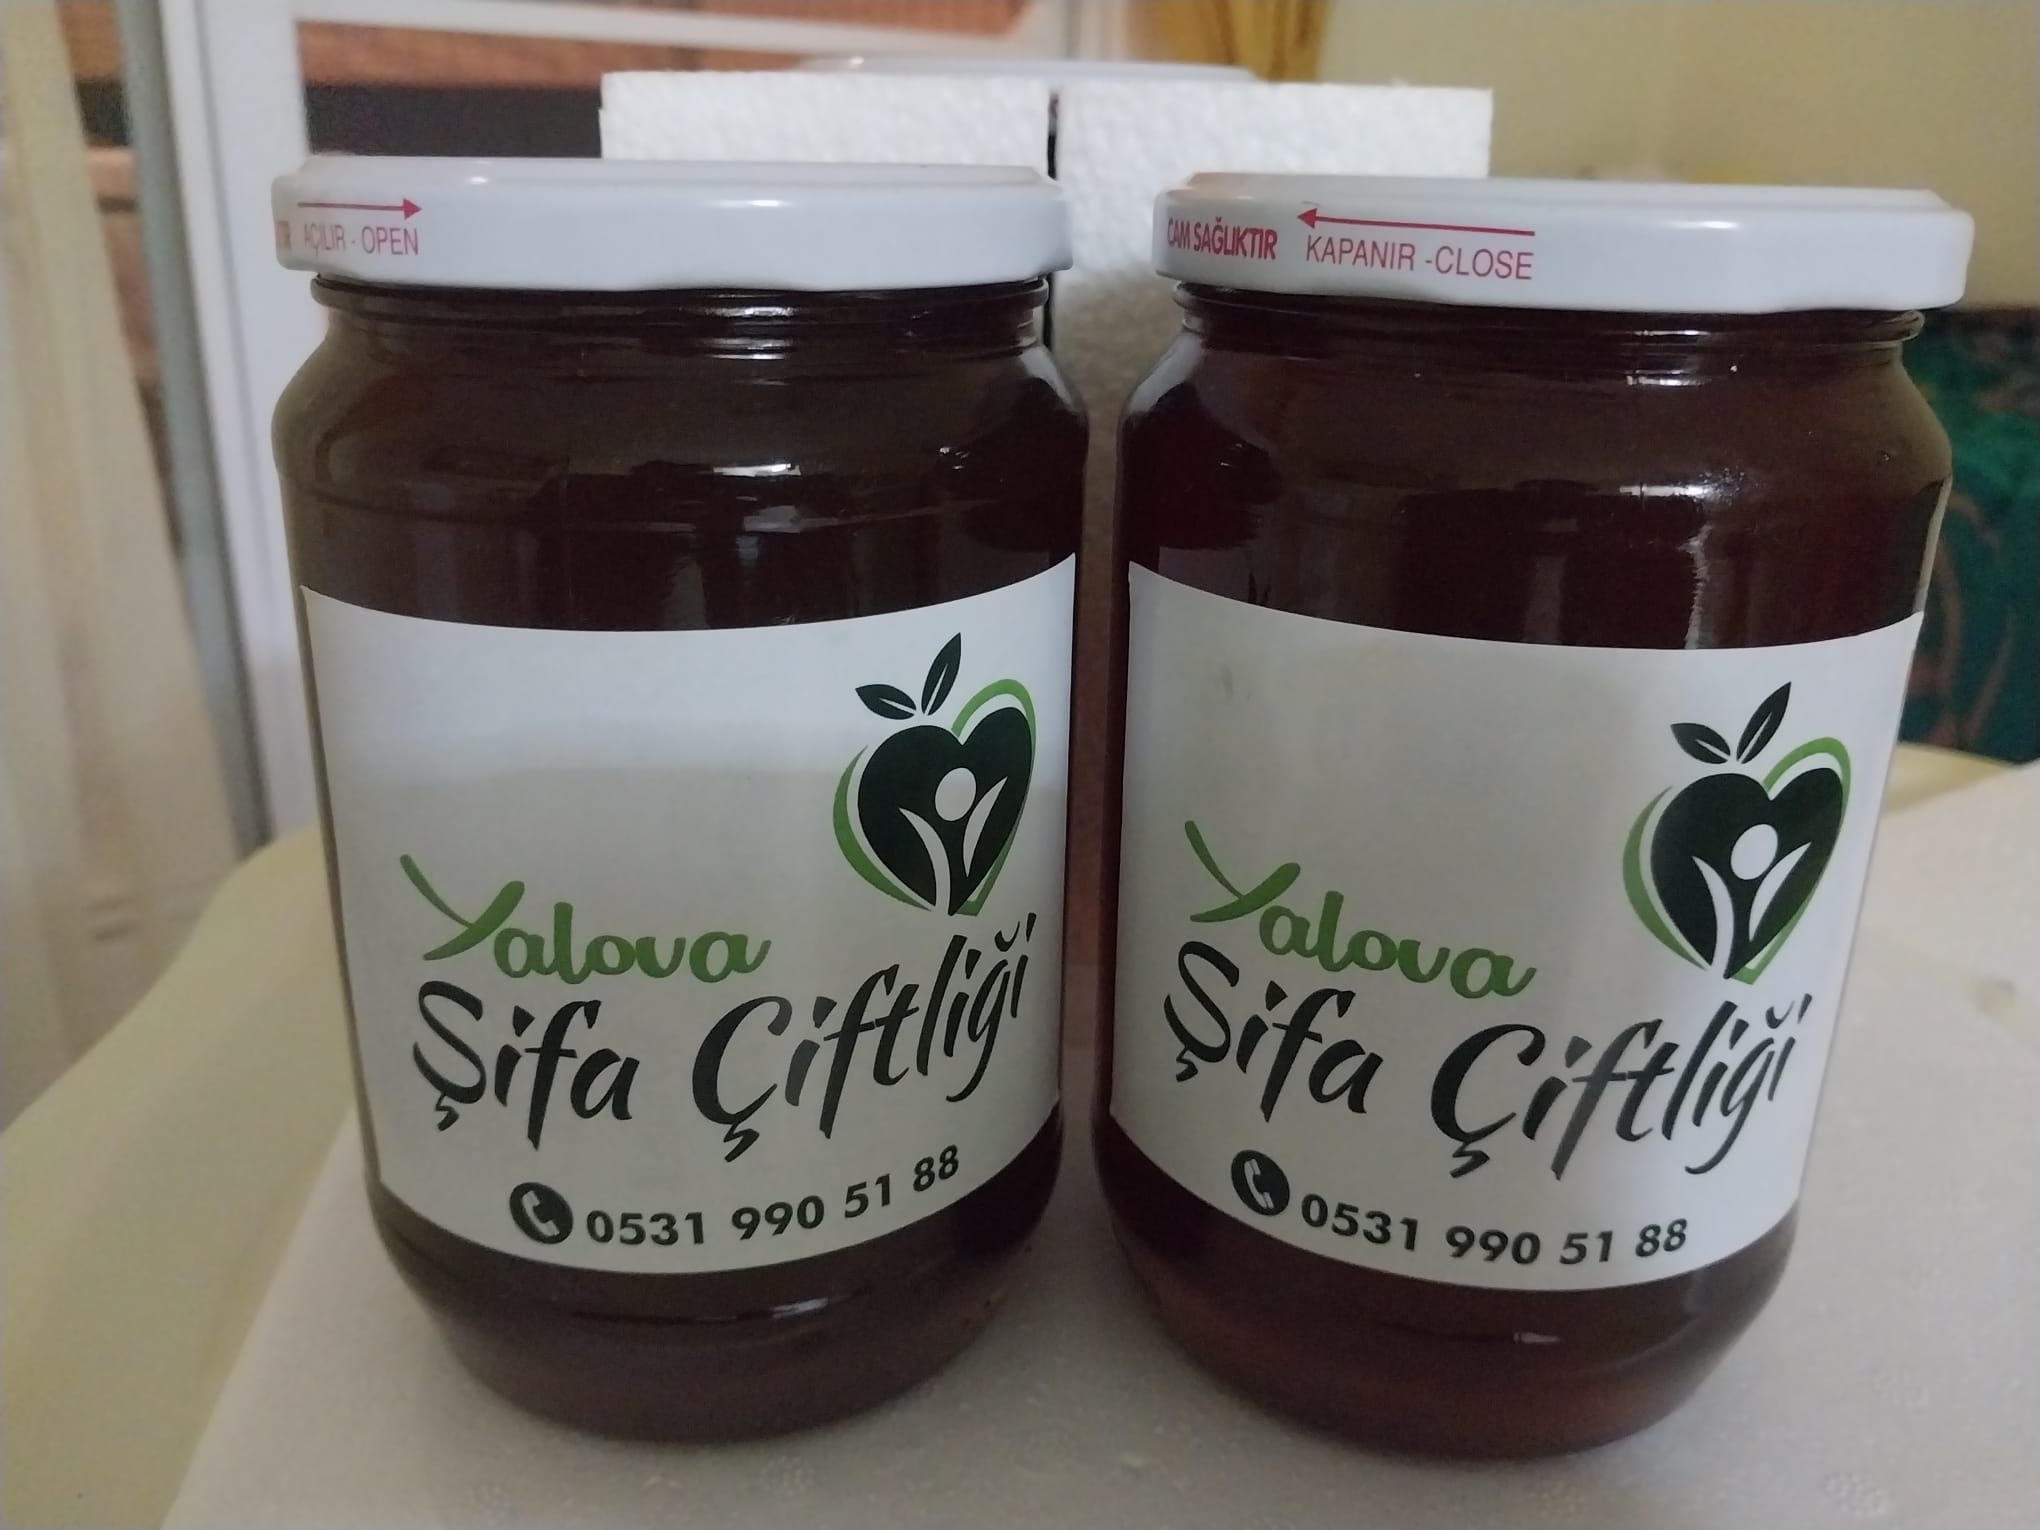 AÇILIR - OPEN
CAM SAĞLIKTIR KAPANIR -CLOSE
Yalova
Şifa Çiftliği
0531 990 51 88
Yalova
Şifa Çiftliği
0531 990 51 88